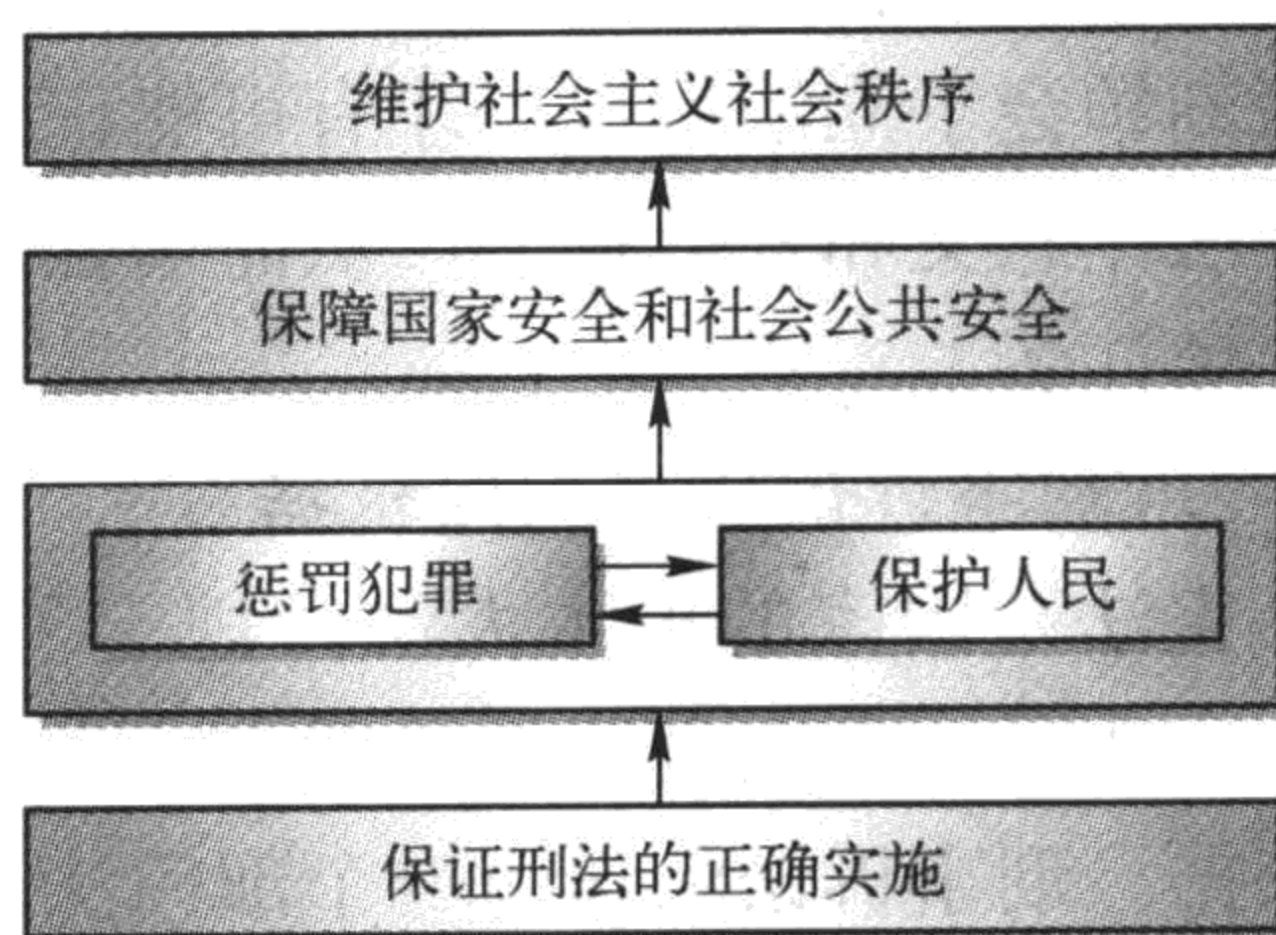 维护社会主义社会秩序
保障国家安全和社会公共安全
惩罚犯罪
保护人民
保证刑法的正确实施